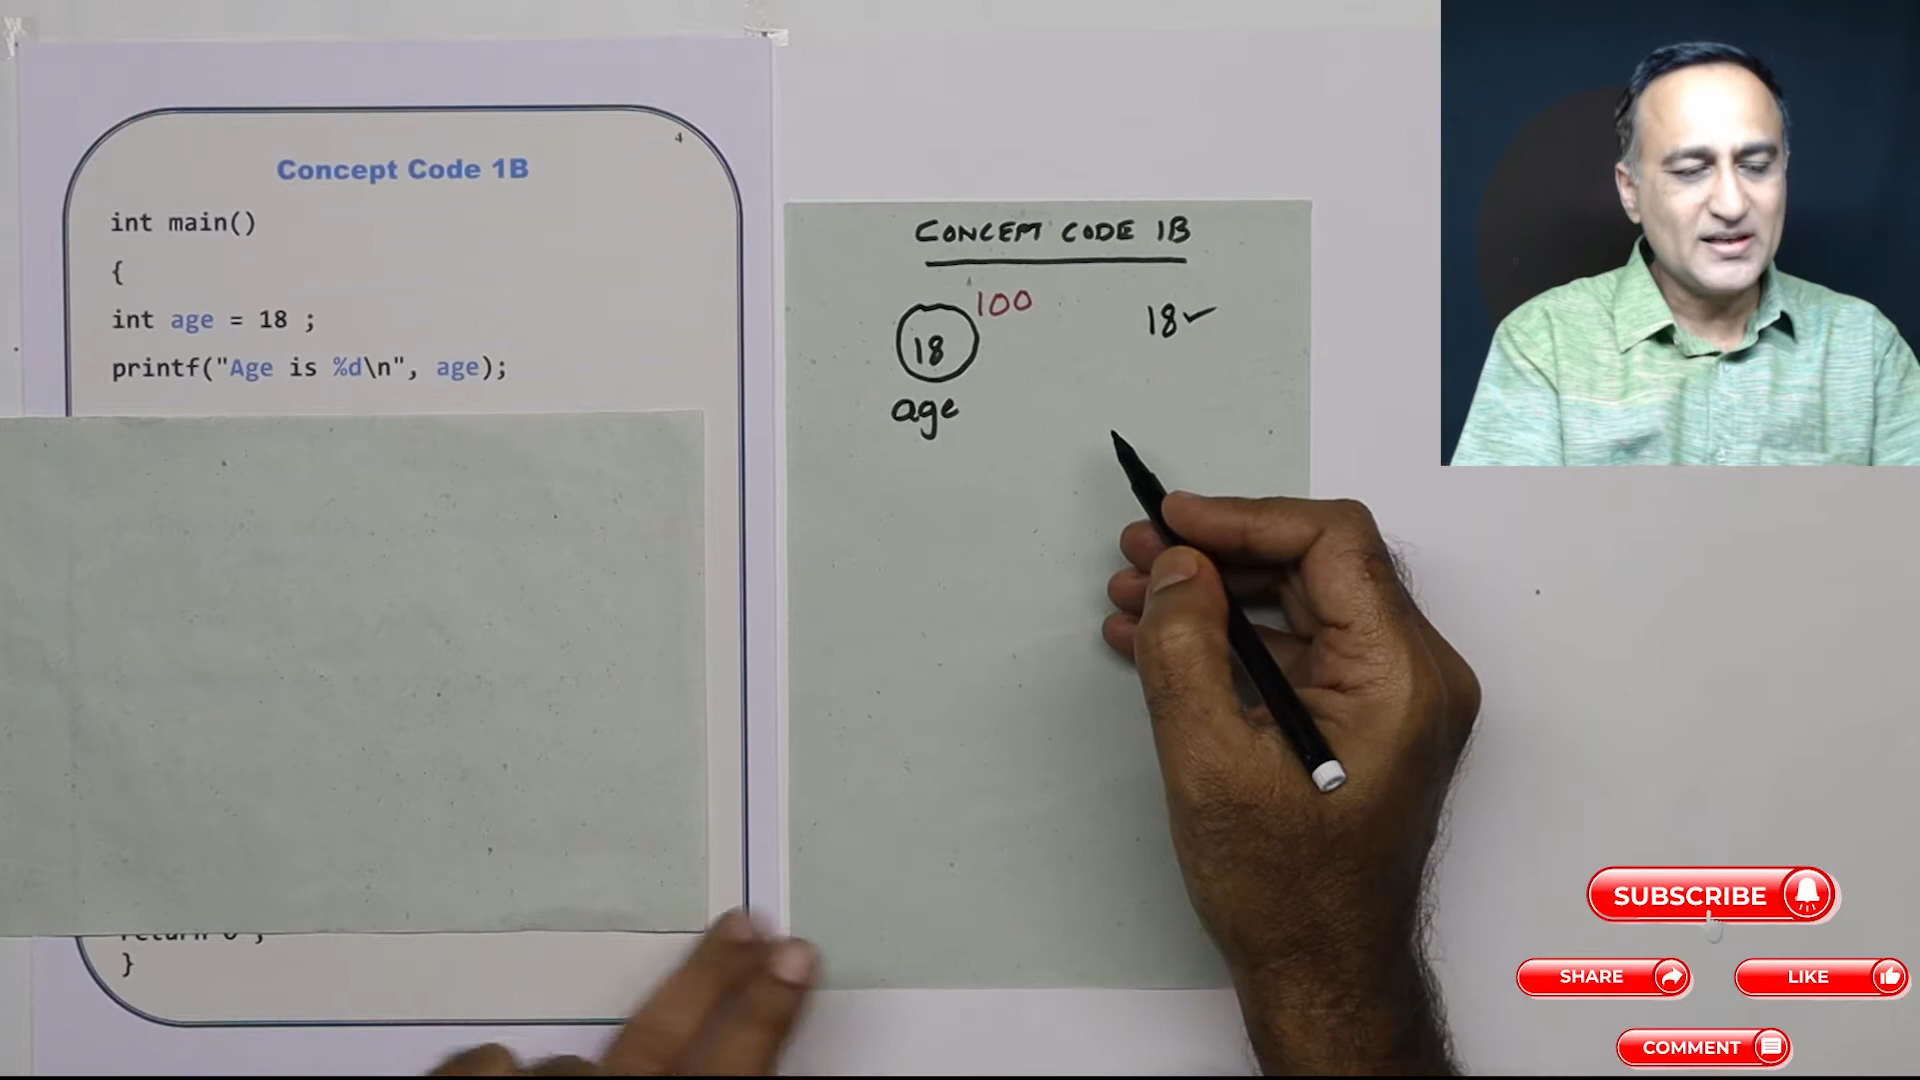 4
Concept Code 1B
int main()
{
int age = 18 ;
printf("Age is %d\n", age);
}
CONCEPT CODE 1B
100
18
18✓
age
SUBSCRIBE
SHARE
LIKE
COMMENT